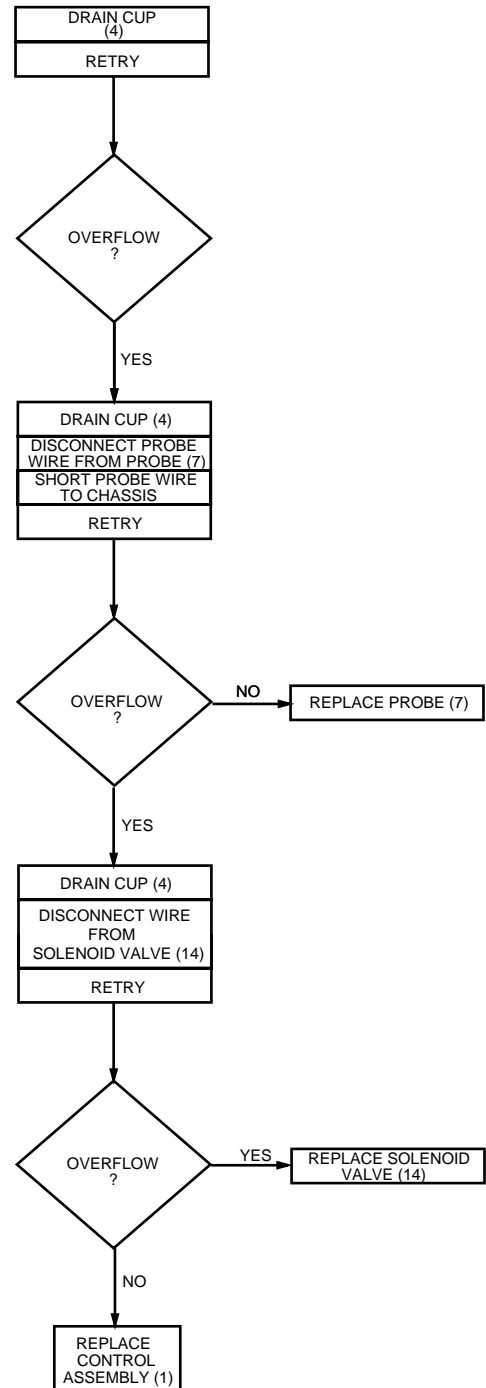 DRAIN CUP
(4)
RETRY
OVERFLOW
?
YES
DRAIN CUP (4)
DISCONNECT PROBE
WIRE FROM PROBE (7)
SHORT PROBE WIRE
TO CHASSIS
RETRY
OVERFLOW
?
NO
REPLACE PROBE (7)
YES
DRAIN CUP (4)
DISCONNECT WIRE
FROM
SOLENOID VALVE (14)
RETRY
OVERFLOW
?
YES
REPLACE SOLENOID
VALVE (14)
NO
REPLACE
CONTROL
ASSEMBLY (1)